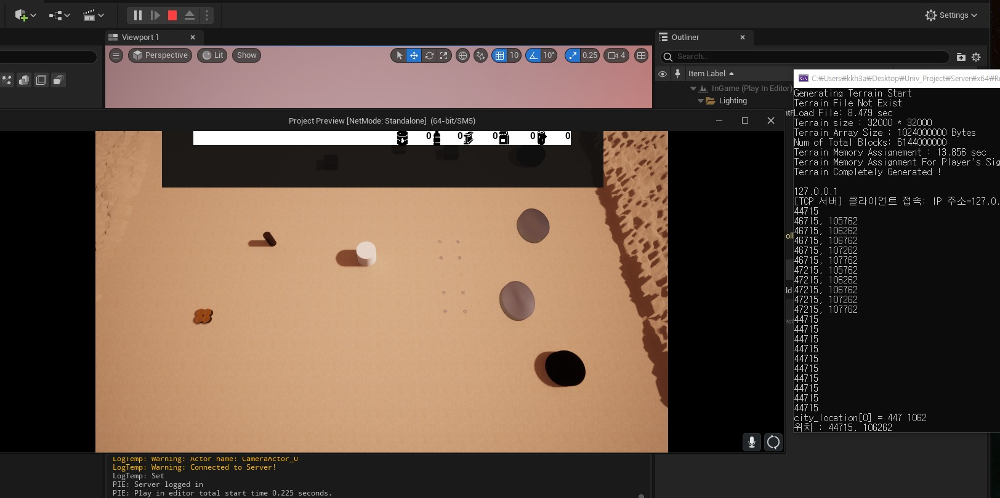 Settings
Viewport 1
Outliner
Perspective
Lit
Show
10
10°
0.25
4
Search...
Item Label
InGame (Play In Editor)
Lighting
Project Preview [NetMode: Standalone] (64-bit/SM5)
0 0 0 0 0
C:₩Users₩kkh3a₩Desktop₩Univ_Project₩Server₩x64₩R
Generating Terrain Start
Terrain File Not Exist
Load File: 8.479 sec
Terrain size : 32000 * 32000
Terrain Array Size : 1024000000 Bytes
Num of Total Blocks: 6144000000
Terrain Memory Assignement : 13.856 sec
Terrain Memory Assignment For Player's Sig
Terrain Completely Generated !
127.0.0.1
[TCP 서버] 클라이언트 접속: IP 주소=127.0.
44715
46715, 105762
46715, 106262
46715, 106762
46715, 107262
46715, 107762
47215, 105762
47215, 106262
47215, 106762
47215, 107262
47215, 107762
44715
44715
44715
44715
44715
44715
44715
44715
44715
44715
city_location[0] = 447 1062
위치 : 44715, 106262
LogTemp: Warning: Actor name: CameraActor_0
LogTemp: Warning: Connected to Server!
LogTemp: Set
PIE: Server logged in
PIE: Play in editor total start time 0.225 seconds.